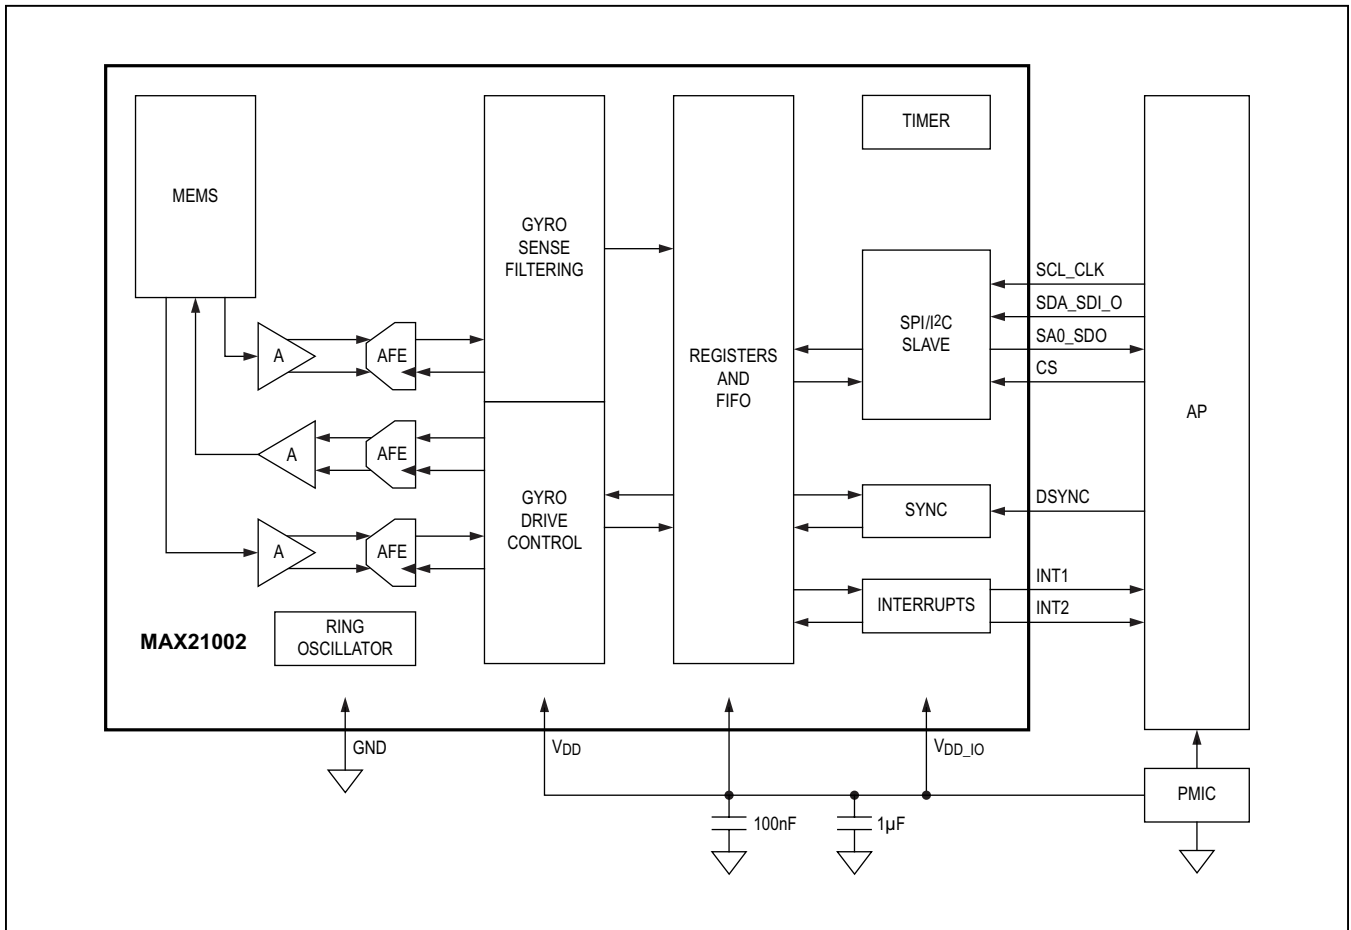 MEMS
GYRO
SENSE
FILTERING
REGISTERS
AND
FIFO
TIMER
SPI/I²C
SLAVE
SCL_CLK
SDA_SDI_O
SA0_SDO
CS
AP
A
AFE
A
AFE
A
AFE
GYRO
DRIVE
CONTROL
SYNC
DSYNC
INTERRUPTS
INT1
INT2
MAX21002
RING
OSCILLATOR
GND
VDD
VDD_IO
PMIC
100nF
1µF